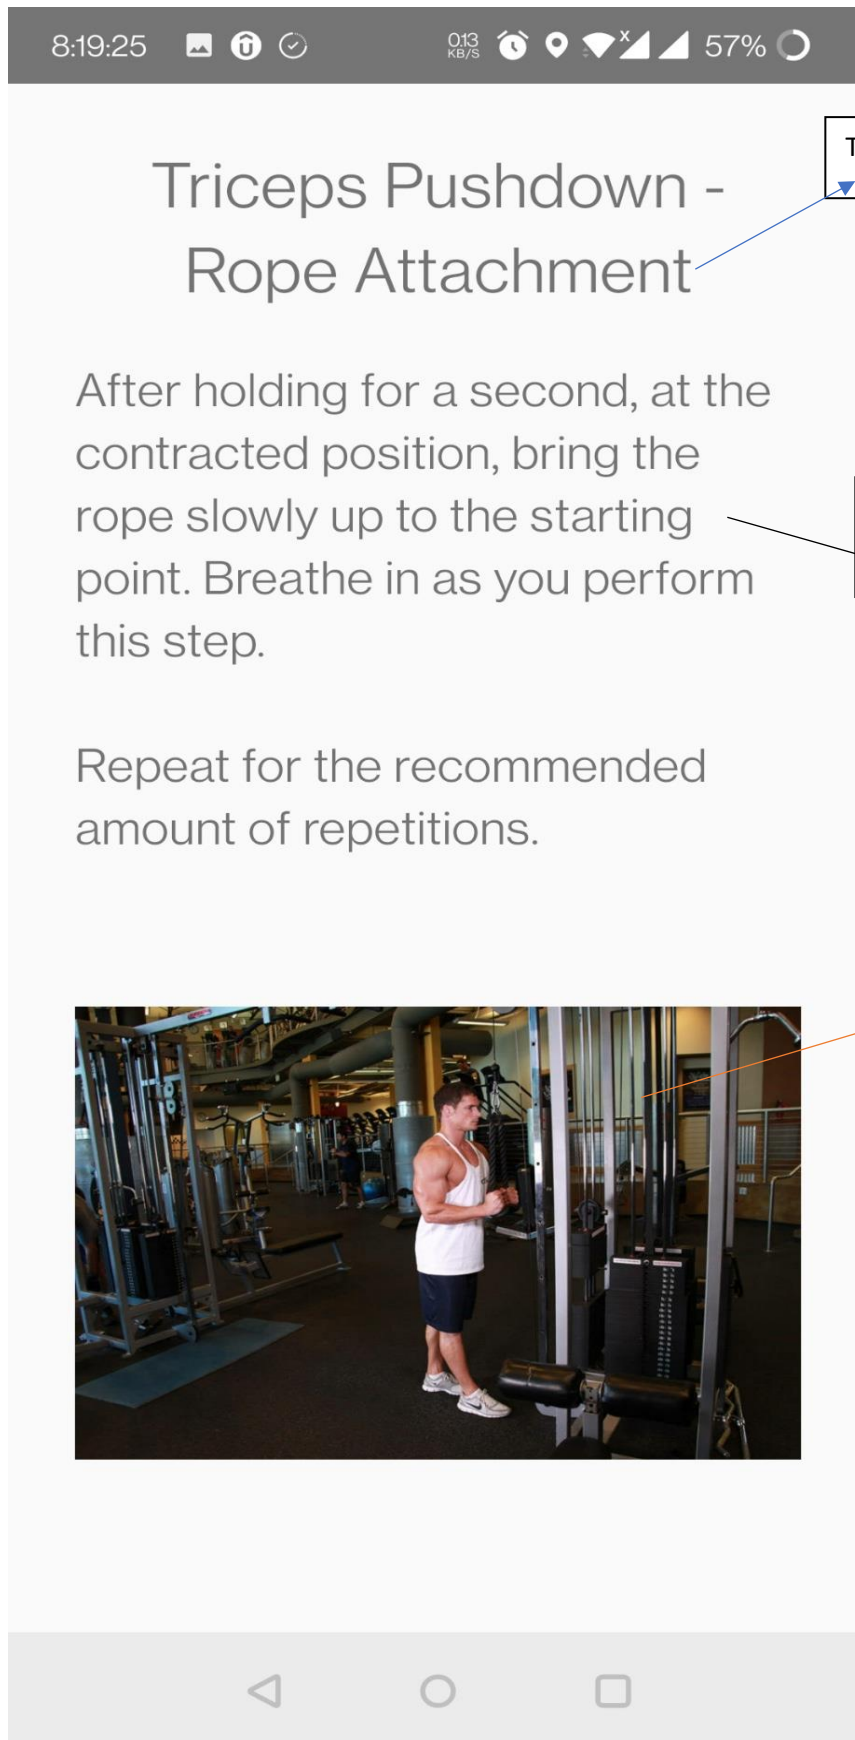 8:19:25 0.13 KB/S 57%
T
Triceps Pushdown -
Rope Attachment
After holding for a second, at the
contracted position, bring the
rope slowly up to the starting
point. Breathe in as you perform
this step.
Repeat for the recommended
amount of repetitions.